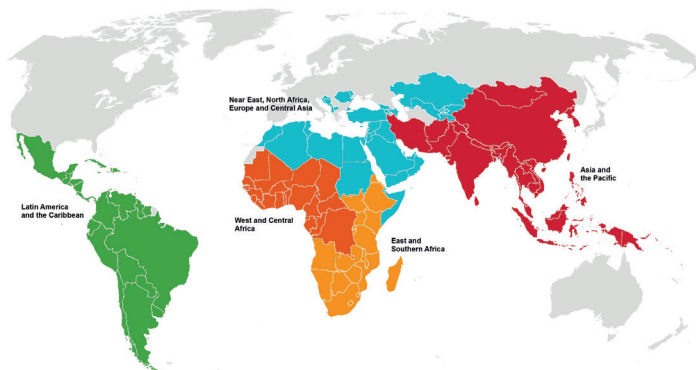 Near East, North Africa,
Europe and Central Asia
Asia and
the Pacific
Latin America
and the Caribbean
West and Central
Africa
East and
Southern Africa